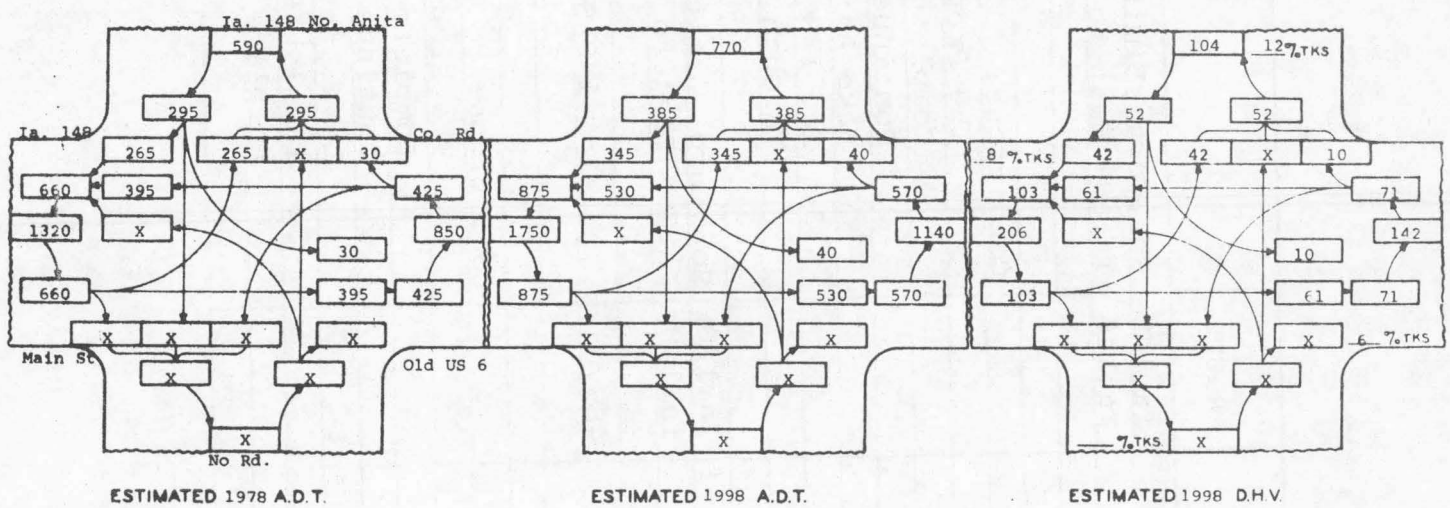 Ia. 148 No. Anita
590
295 295
Ia. 148 Co. Rd.
265 265 X 30
660 395 425
1320 X 850
30
660 395 425
X X X X
Main St Old US 6
X X
X
No Rd.
ESTIMATED 1978 A.D.T.
770
385 385
345 345 X 40
875 530 570
1750 X 1140
40
875 530 570
X X X X
X X
X
ESTIMATED 1998 A.D.T.
104 12 %TKS
52 52
8 %TKS. 42 42 X 10
103 61 71
206 X 142
10
103 61 71
X X X X
6 %TKS
X X
%TKS. X
ESTIMATED 1998 D.H.V.